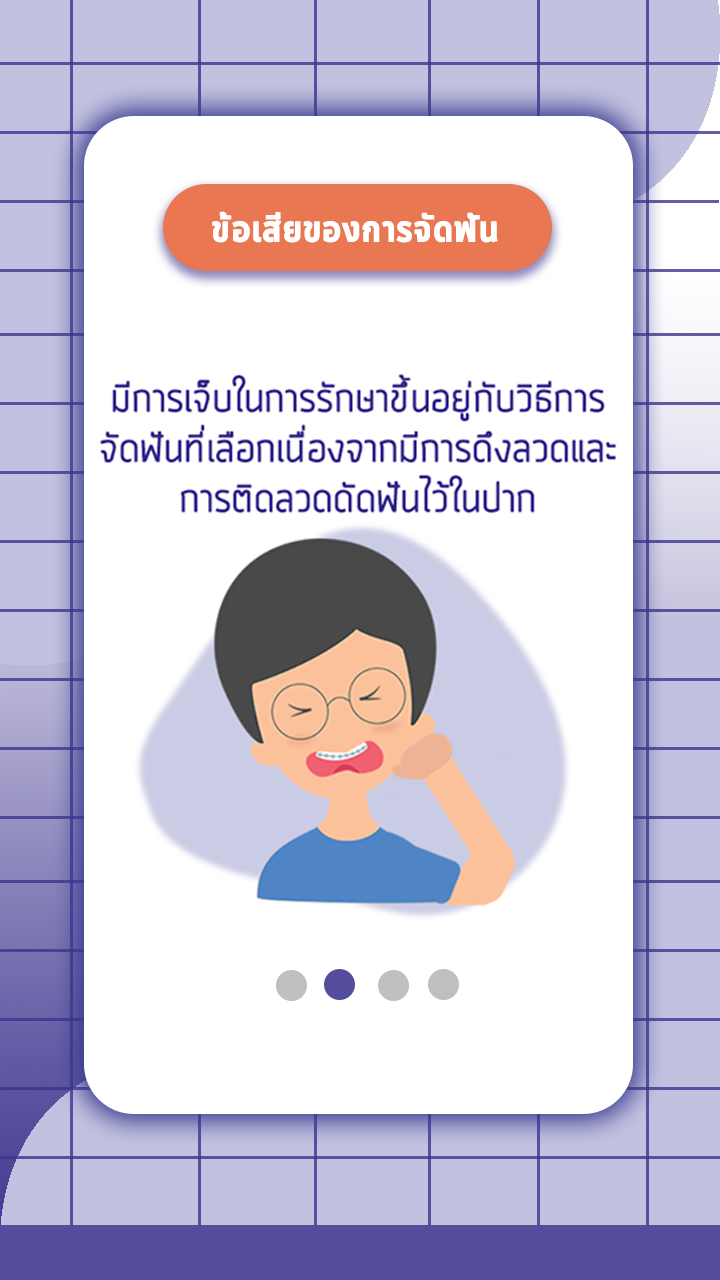 ข้อเสียของการจัดฟัน
มีการเจ็บในการรักษาขึ้นอยู่กับวิธีการ
จัดฟันที่เลือกเนื่องจากมีการดึงลวดและ
การติดลวดดัดฟันไว้ในปาก